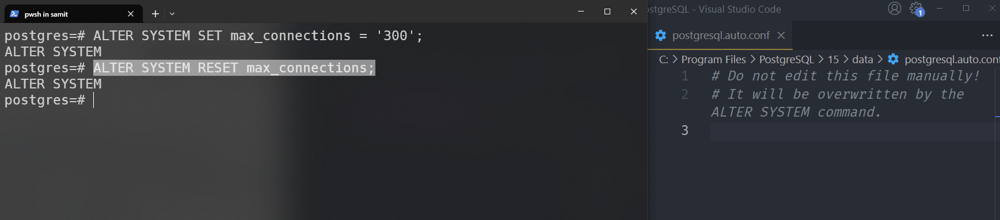 pwsh in samit
postgres=# ALTER SYSTEM SET max_connections = '300';
ALTER SYSTEM
postgres=# ALTER SYSTEM RESET max_connections;
ALTER SYSTEM
postgres=#
stgreSQL - Visual Studio Code
1
postgresql.auto.conf
C: > Program Files > PostgreSQL > 15 > data > postgresql.auto.conf
1 # Do not edit this file manually!
2 # It will be overwritten by the
ALTER SYSTEM command.
3